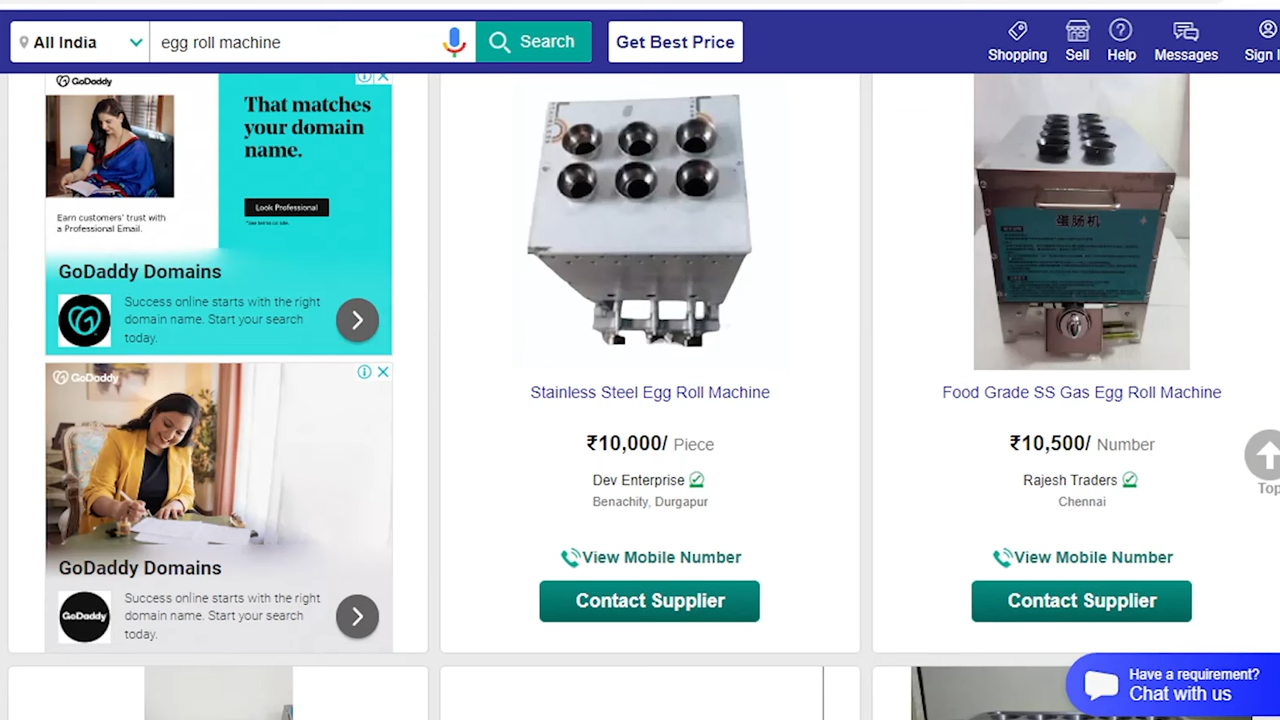 All India
egg roll machine
Search
Get Best Price
Shopping
Sell
Help
Messages
Sign
GoDaddy
That matches
your domain
name.
Look Professional
Earn customers' trust with
a Professional Email.
GoDaddy Domains
Success online starts with the right
domain name. Start your search
today.
GoDaddy
GoDaddy Domains
GoDaddy
Success online starts with the right
domain name. Start your search
today.
Stainless Steel Egg Roll Machine
₹10,000/ Piece
Dev Enterprise
Benachity, Durgapur
View Mobile Number
Contact Supplier
蛋肠机
Food Grade SS Gas Egg Roll Machine
₹10,500/ Number
Rajesh Traders
Chennai
View Mobile Number
Contact Supplier
Top
Have a requirement?
Chat with us